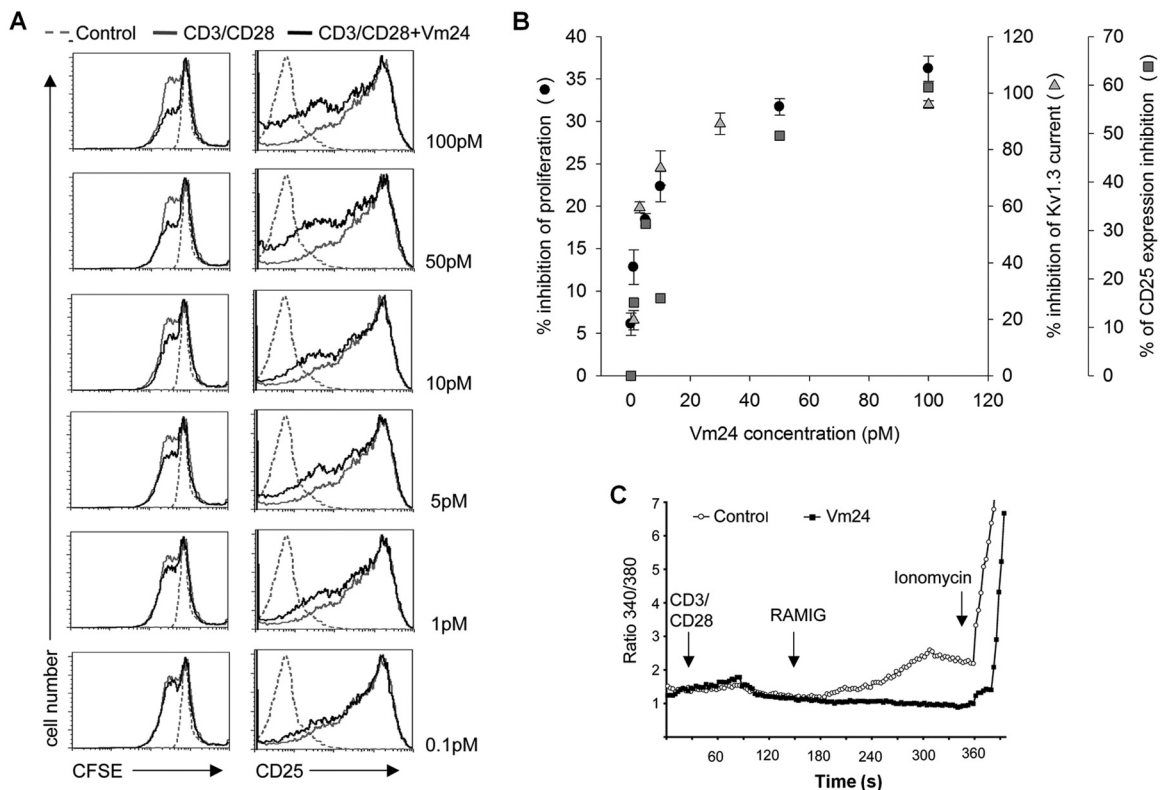 A
Control CD3/CD28 CD3/CD28+Vm24
100pM
50pM
10pM
5pM
1pM
0.1pM
cell number
CFSE CD25
B
% inhibition of proliferation ( )
40
35
30
25
20
15
10
5
0
0 20 40 60 80 100 120
Vm24 concentration (pM)
120
100
80
60
40
20
0
% inhibition of Kv1.3 current ( )
70
60
50
40
30
20
10
0
% of CD25 expression inhibition ( )
C
Control Vm24
Ratio 340/380
7
6
5
4
3
2
1
CD3/
CD28
RAMIG
Ionomycin
60 120 180 240 300 360
Time (s)